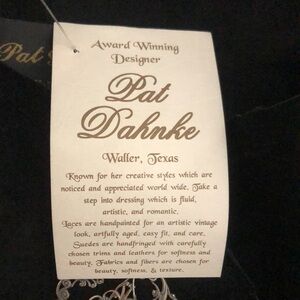 Pat
Award Winning
Designer
Pat
Dahnke
Waller, Texas
Known for her creative styles which are
noticed and appreciated world wide. Take a
step into dressing which is fluid,
artistic, and romantic.
Laces are handpainted for an artistic vintage
look, artfully aged, easy fit, and care.
Suedes are handfringed with carefully
chosen trims and leathers for softness and
beauty. Fabrics and fibers are chosen for
beauty, softness, & texture.